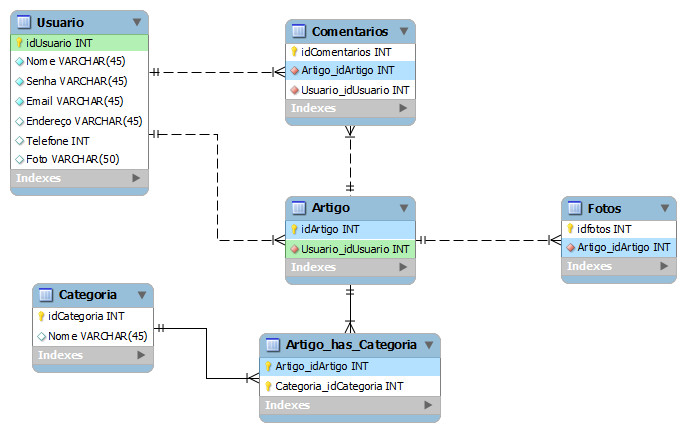 Usuario
idUsuario INT
Nome VARCHAR(45)
Senha VARCHAR(45)
Email VARCHAR(45)
Endereço VARCHAR(45)
Telefone INT
Foto VARCHAR(50)
Indexes
Comentarios
idComentarios INT
Artigo_idArtigo INT
Usuario_idUsuario INT
Indexes
Artigo
idArtigo INT
Usuario_idUsuario INT
Indexes
Fotos
idfotos INT
Artigo_idArtigo INT
Indexes
Categoria
idCategoria INT
Nome VARCHAR(45)
Indexes
Artigo_has_Categoria
Artigo_idArtigo INT
Categoria_idCategoria INT
Indexes